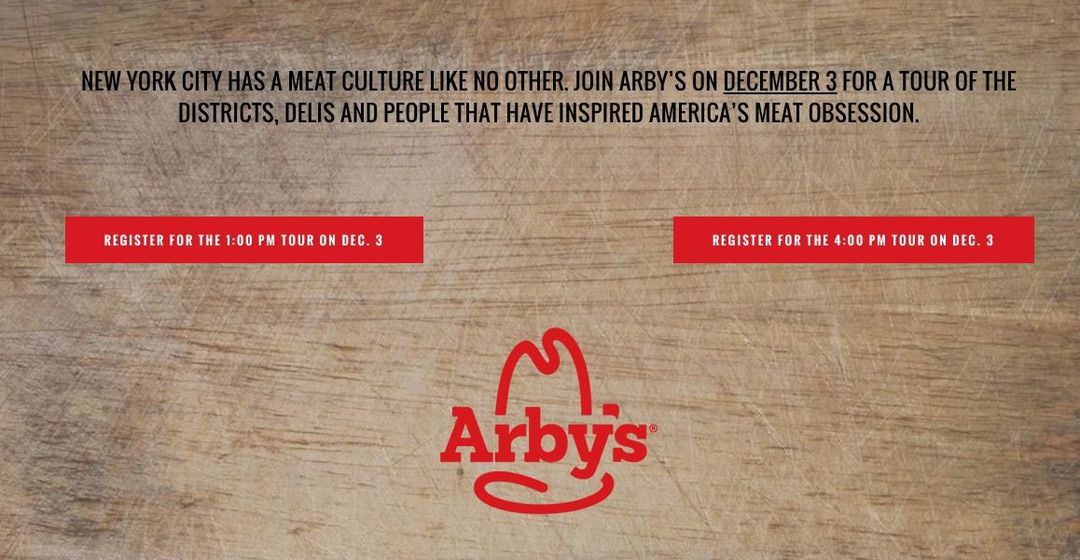 NEW YORK CITY HAS A MEAT CULTURE LIKE NO OTHER. JOIN ARBY'S ON DECEMBER 3 FOR A TOUR OF THE
DISTRICTS, DELIS AND PEOPLE THAT HAVE INSPIRED AMERICA'S MEAT OBSESSION.
REGISTER FOR THE 1:00 PM TOUR ON DEC. 3
REGISTER FOR THE 4:00 PM TOUR ON DEC. 3
Arby's®